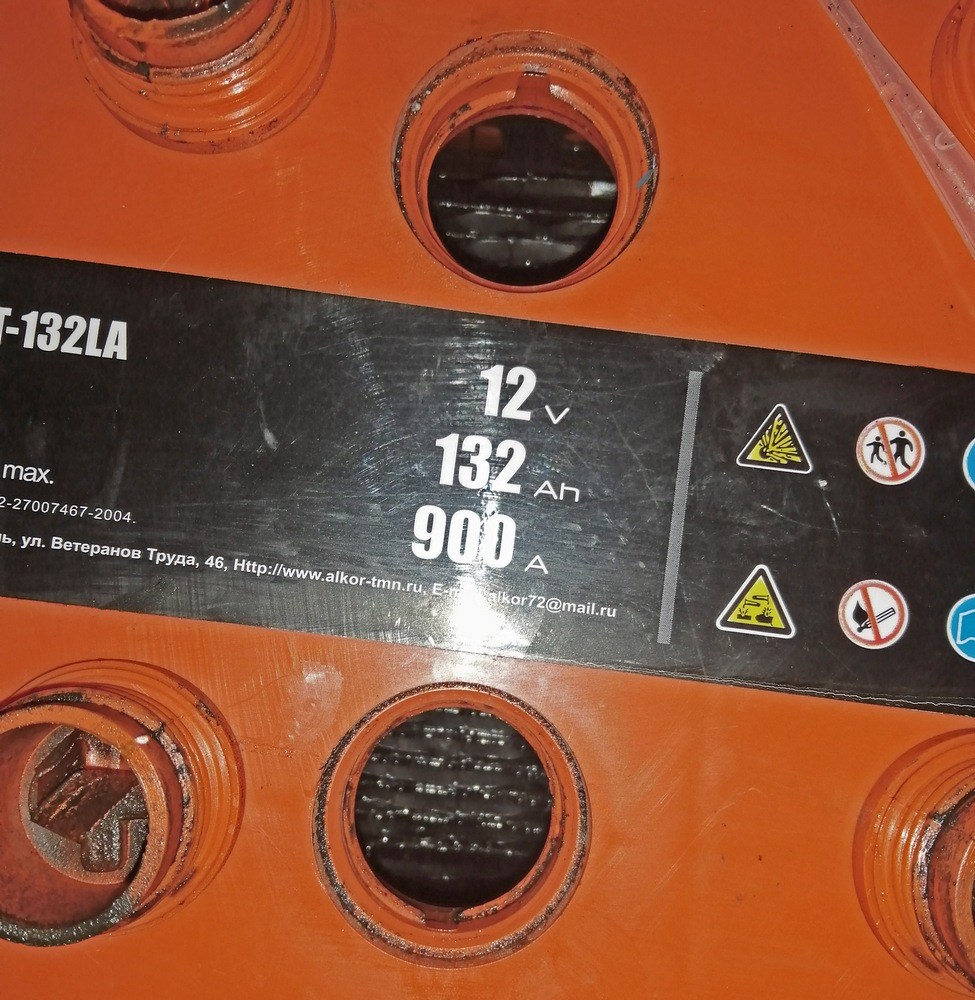 T-132LA
12 V
132 Ah
900 A
max.
2-27007467-2004.
ь, ул. Ветеранов Труда, 46, Http://www.alkor-tmn.ru, E-m alkor72@mail.ru